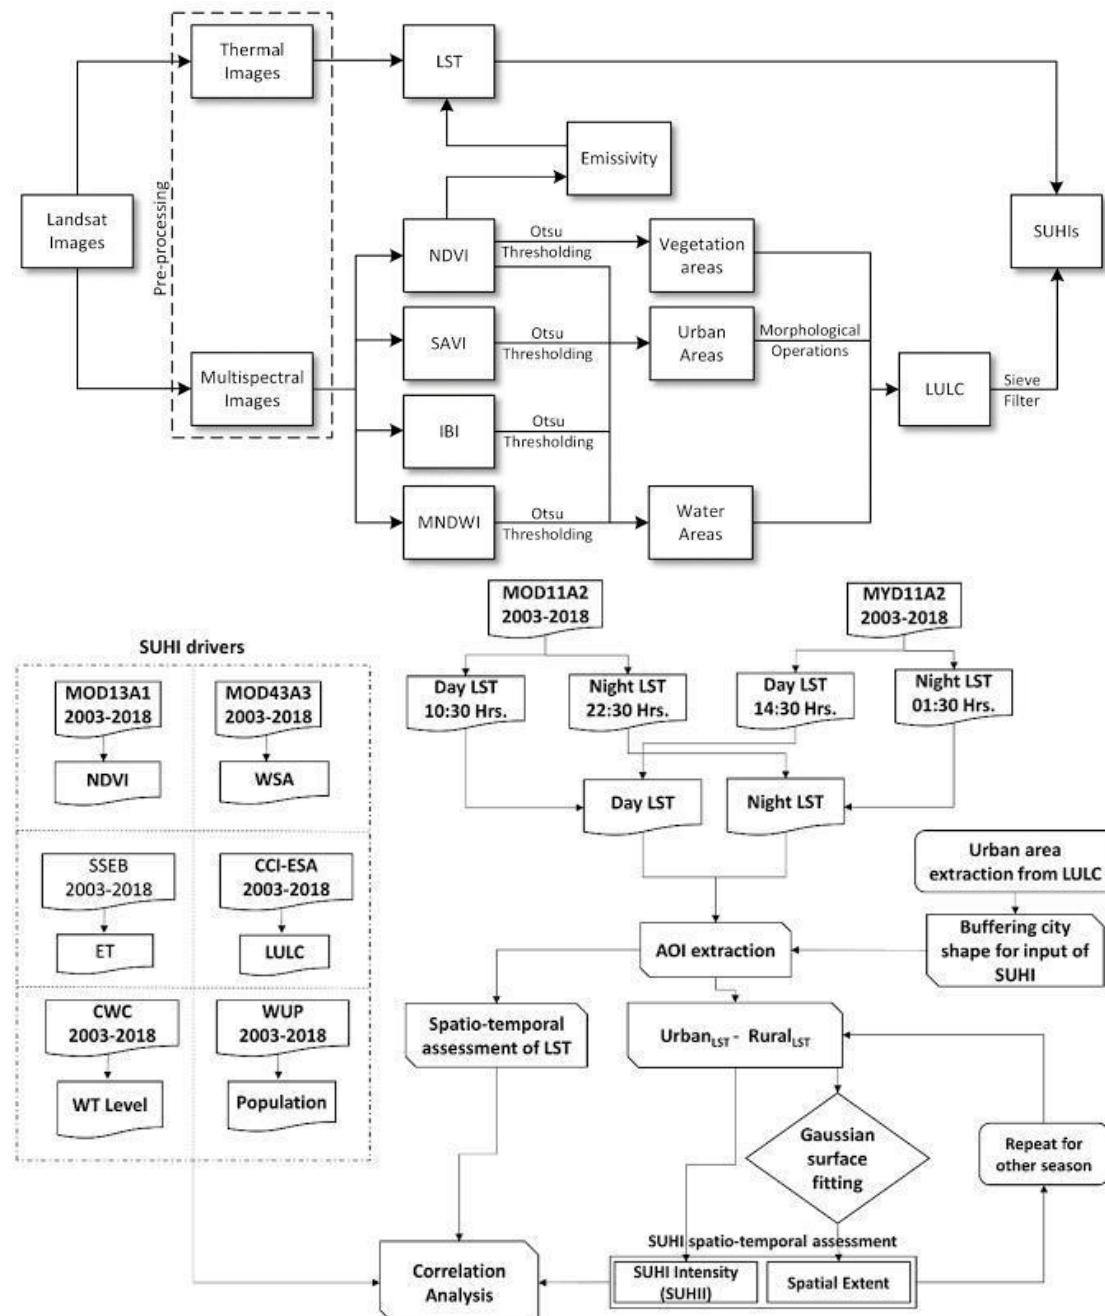 Thermal
Images
LST
Emissivity
Landsat
Images
Pre-processing
SUHIs
NDVI
Otsu
Thresholding
Vegetation
areas
SAVI
Otsu
Thresholding
Urban
Areas
Morphological
Operations
Multispectral
Images
LULC
Sieve
Filter
IBI
Otsu
Thresholding
MNDWI
Otsu
Thresholding
Water
Areas
MOD11A2
2003-2018
MYD11A2
2003-2018
SUHI drivers
MOD13A1
2003-2018
MOD43A3
2003-2018
NDVI
WSA
Day LST
10:30 Hrs.
Night LST
22:30 Hrs.
Day LST
14:30 Hrs.
Night LST
01:30 Hrs.
Day LST
Night LST
SSEB
2003-2018
CCI-ESA
2003-2018
ET
LULC
Urban area
extraction from LULC
AOI extraction
Buffering city
shape for input of
SUHI
CWC
2003-2018
WUP
2003-2018
WT Level
Population
Spatio-temporal
assessment of LST
UrbanLST - RuralLST
Gaussian
surface
fitting
Repeat for
other season
SUHI spatio-temporal assessment
Correlation
Analysis
SUHI Intensity
(SUHII)
Spatial Extent